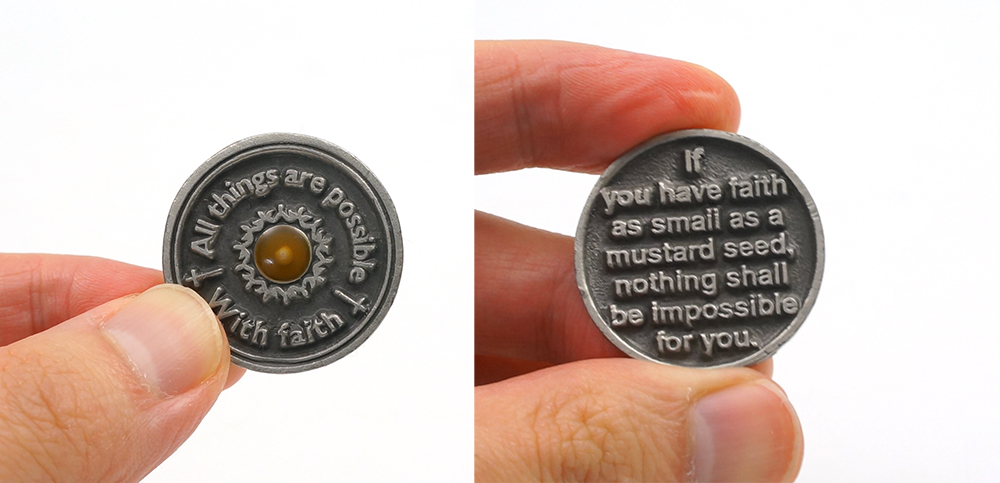 All things are possible
With faith
If
you have faith
as small as a
mustard seed,
nothing shall
be impossible
for you.